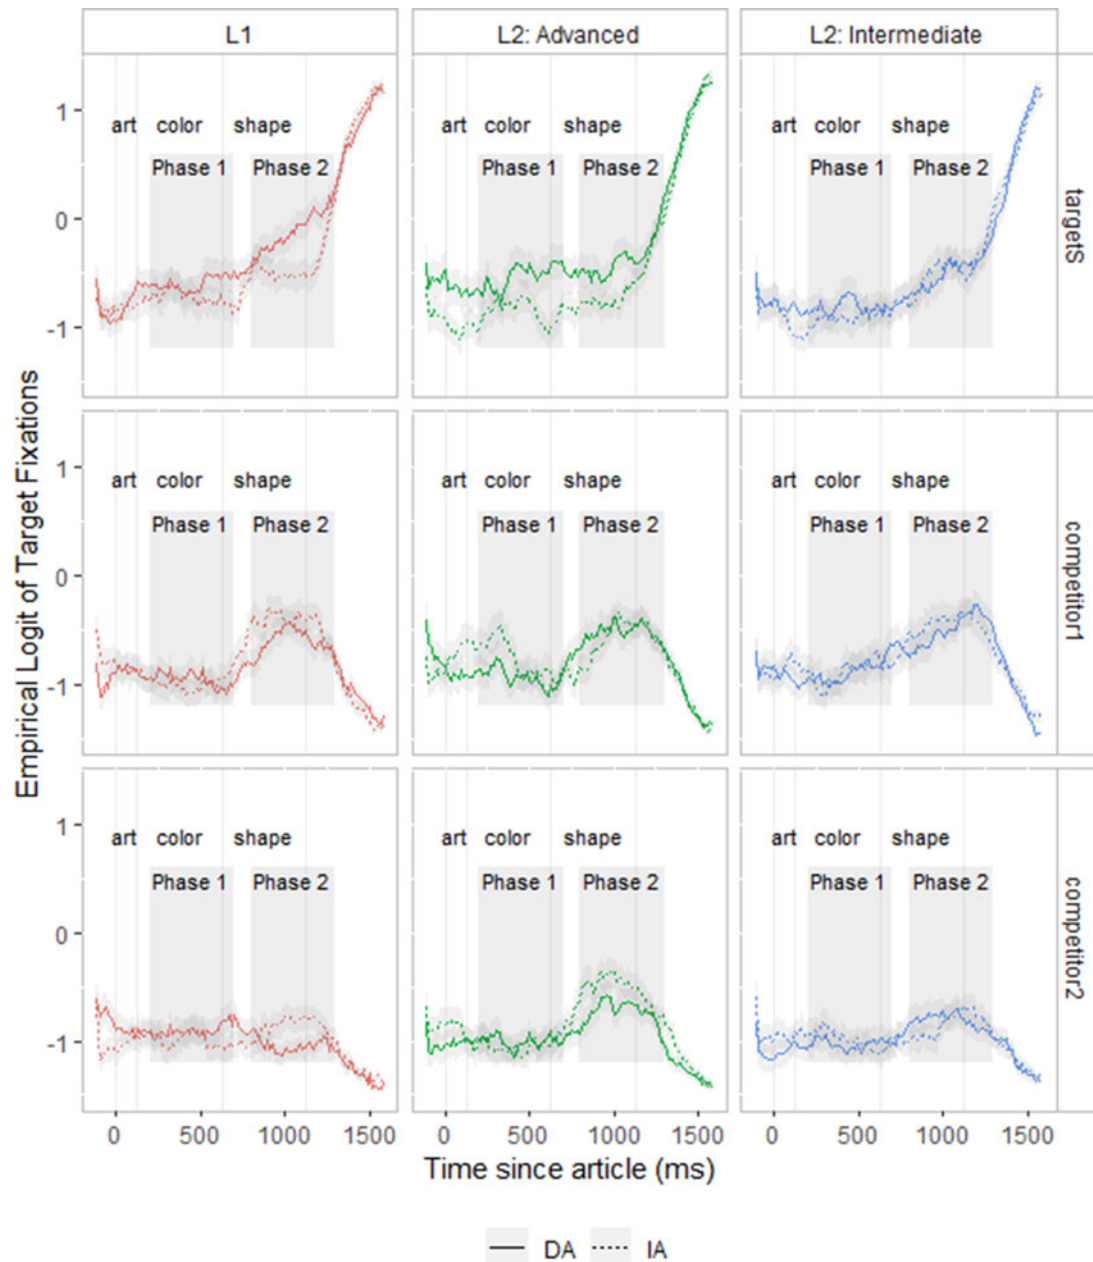 L1 L2: Advanced L2: Intermediate
art color shape art color shape art color shape
Phase 1 Phase 2 Phase 1 Phase 2 Phase 1 Phase 2
1
0
-1
targetS
art color shape art color shape art color shape
Phase 1 Phase 2 Phase 1 Phase 2 Phase 1 Phase 2
1
0
-1
competitor1
art color shape art color shape art color shape
Phase 1 Phase 2 Phase 1 Phase 2 Phase 1 Phase 2
1
0
-1
competitor2
Empirical Logit of Target Fixations
0 500 1000 1500 0 500 1000 1500 0 500 1000 1500
Time since article (ms)
DA IA